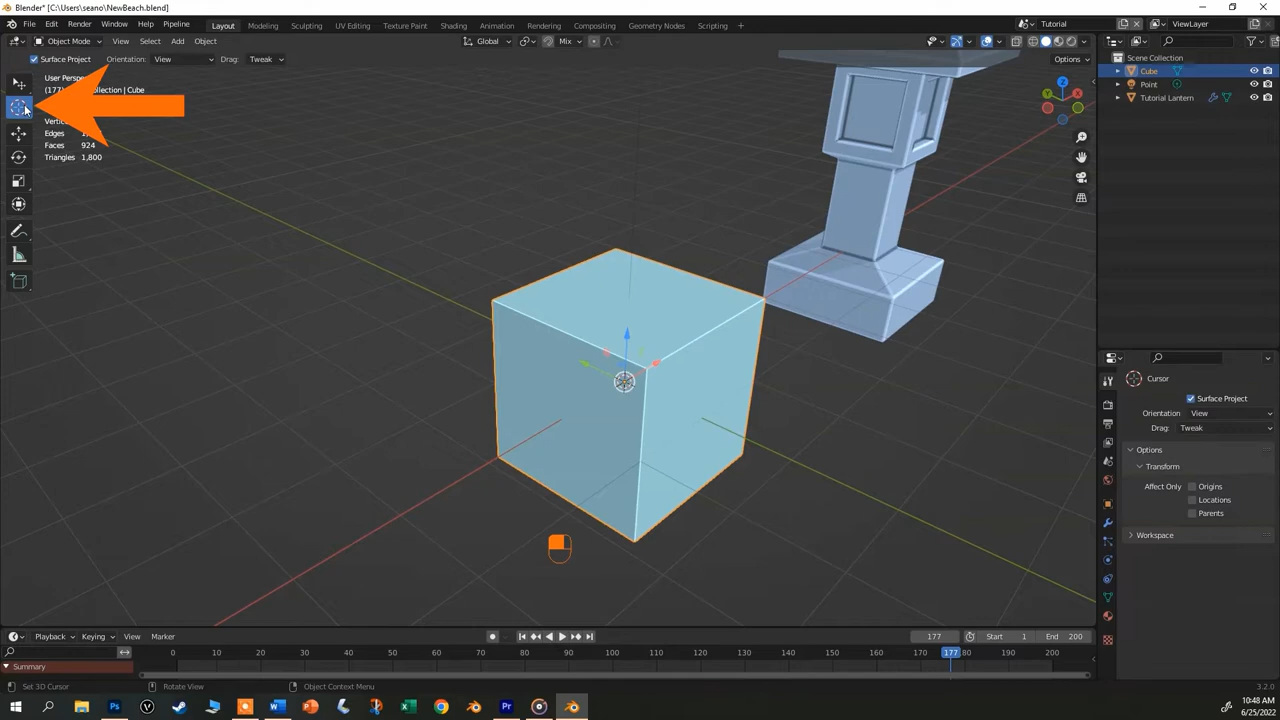 Blender* [C:\Users\seano\NewBeach.blend]
File Edit Render Window Help Pipeline Layout Modeling Sculpting UV Editing Texture Paint Shading Animation Rendering Compositing Geometry Nodes Scripting + Tutorial ViewLayer
Object Mode View Select Add Object Global Mix
Surface Project Orientation: View Drag: Tweak Options
User Perspe
(177) Collection | Cube
Vertic
Edges
Faces 924
Triangles 1,800
Scene Collection
Cube
Point
Tutorial Lantern
Z
Y
X
Cursor
Surface Project
Orientation View
Drag: Tweak
Options
Transform
Affect Only Origins
Locations
Parents
Workspace
Playback Keying View Marker 177 Start 1 End 200
0 10 20 30 40 50 60 70 80 90 100 110 120 130 140 150 160 170 177 80 190 200
Summary
Set 3D Cursor Rotate View Object Context Menu 3.2.0
10:48 AM
6/25/2022